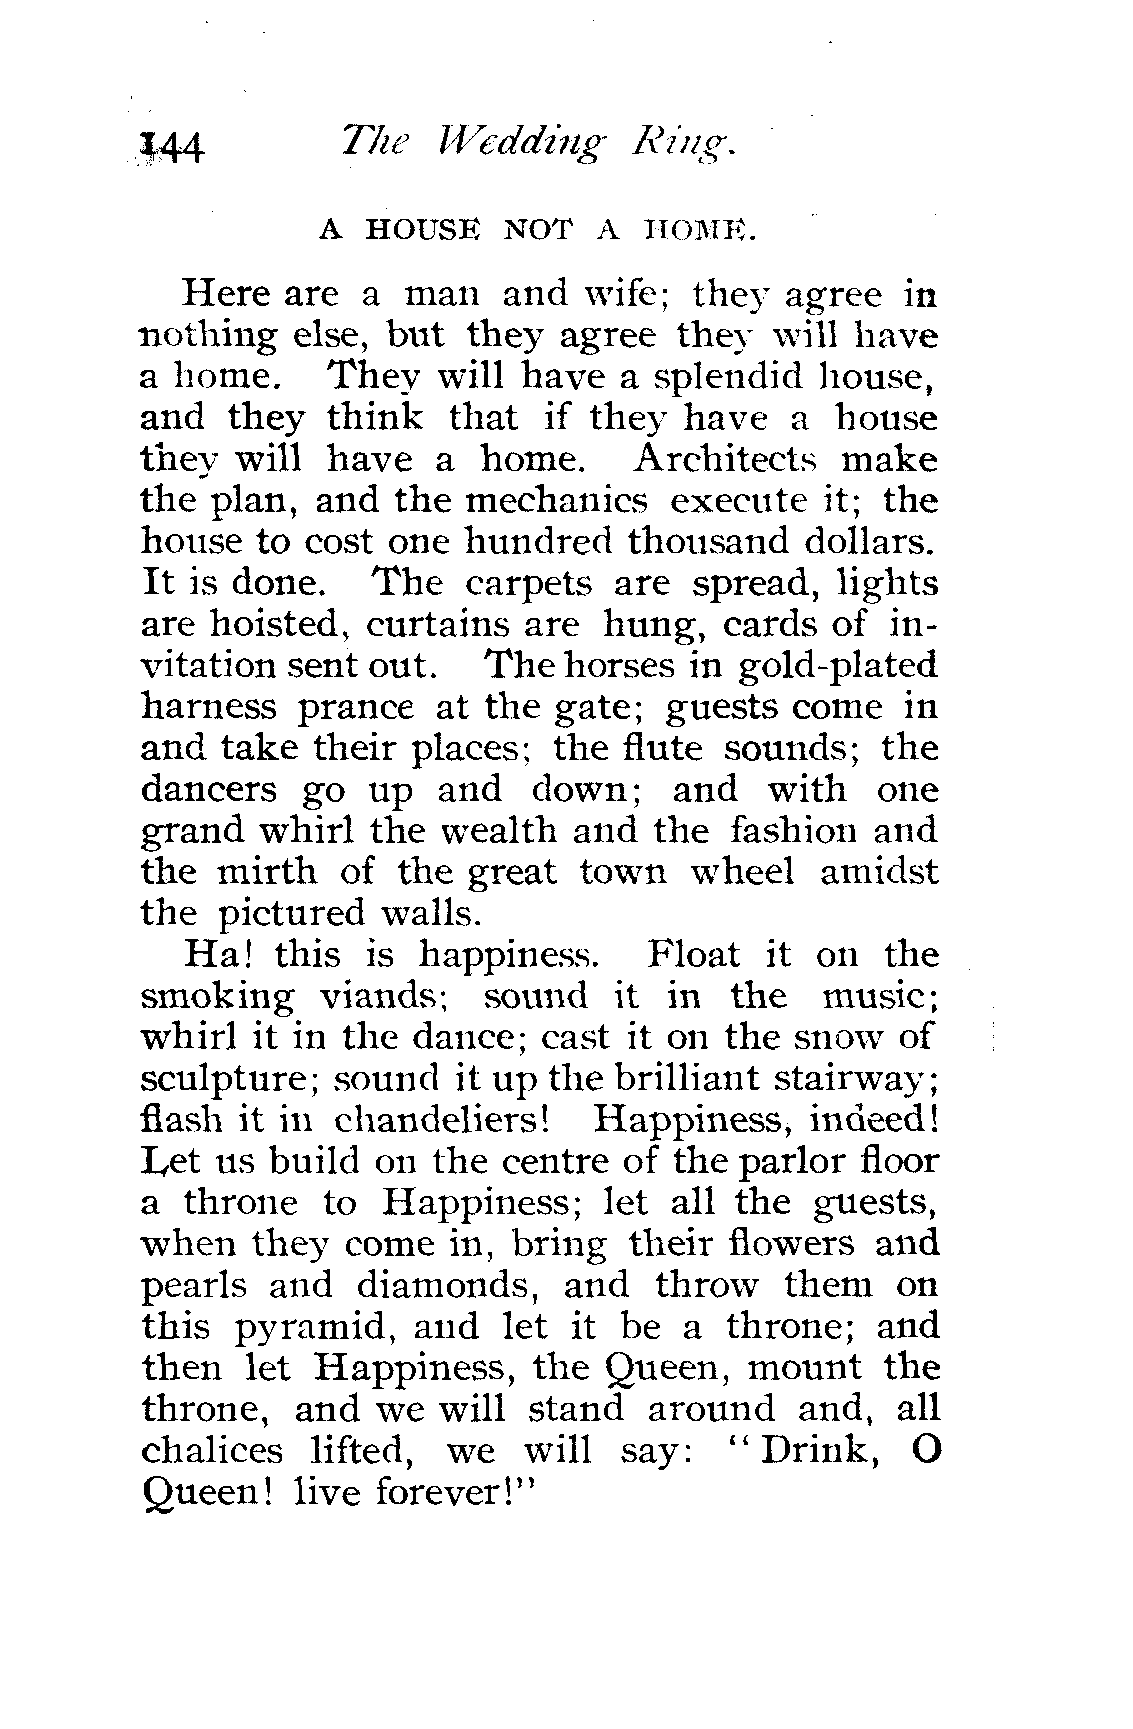 144 The Wedding Ring.
A HOUSE NOT A HOME.
Here are a man and wife; they agree in
nothing else, but they agree they will have
a home. They will have a splendid house,
and they think that if they have a house
they will have a home. Architects make
the plan, and the mechanics execute it; the
house to cost one hundred thousand dollars.
It is done. The carpets are spread, lights
are hoisted, curtains are hung, cards of in-
vitation sent out. The horses in gold-plated
harness prance at the gate; guests come in
and take their places; the flute sounds; the
dancers go up and down; and with one
grand whirl the wealth and the fashion and
the mirth of the great town wheel amidst
the pictured walls.
Ha! this is happiness. Float it on the
smoking viands; sound it in the music;
whirl it in the dance; cast it on the snow of
sculpture; sound it up the brilliant stairway;
flash it in chandeliers! Happiness, indeed!
Let us build on the centre of the parlor floor
a throne to Happiness; let all the guests,
when they come in, bring their flowers and
pearls and diamonds, and throw them on
this pyramid, and let it be a throne; and
then let Happiness, the Queen, mount the
throne, and we will stand around and, all
chalices lifted, we will say: "Drink, O
Queen! live forever!"